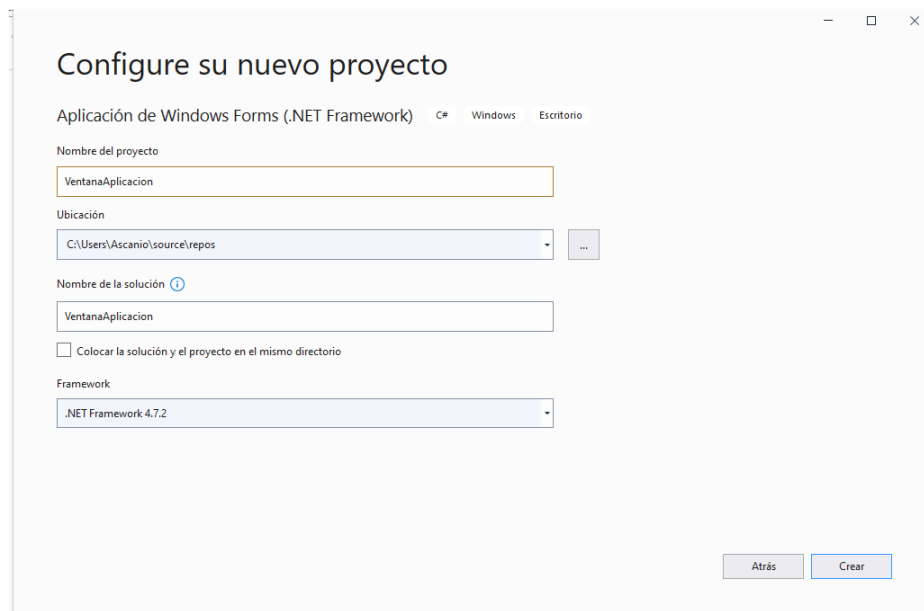 Configure su nuevo proyecto
Aplicación de Windows Forms (.NET Framework) C# Windows Escritorio
Nombre del proyecto
VentanaAplicacion
Ubicación
C:\Users\Ascanio\source\repos
...
Nombre de la solución
VentanaAplicacion
Colocar la solución y el proyecto en el mismo directorio
Framework
.NET Framework 4.7.2
Atrás Crear